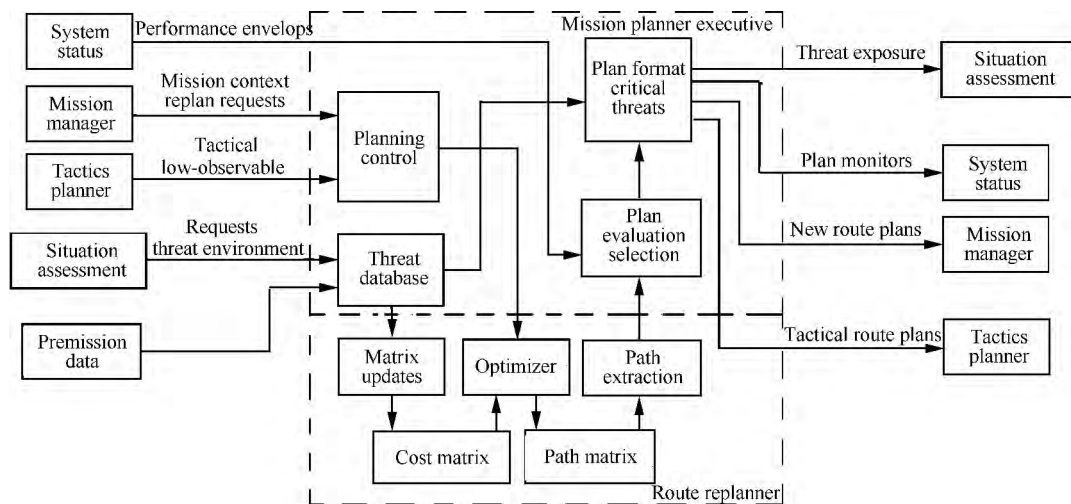 Mission planner executive
System
status
Performance envelops
Mission
manager
Mission context
replan requests
Tactics
planner
Tactical
low-observable
Situation
assessment
Requests
threat environment
Premission
data
Planning
control
Threat
database
Plan format
critical
threats
Plan
evaluation
selection
Matrix
updates
Optimizer
Path
extraction
Cost matrix
Path matrix
Route replanner
Threat exposure
Situation
assessment
Plan monitors
System
status
New route plans
Mission
manager
Tactical route plans
Tactics
planner